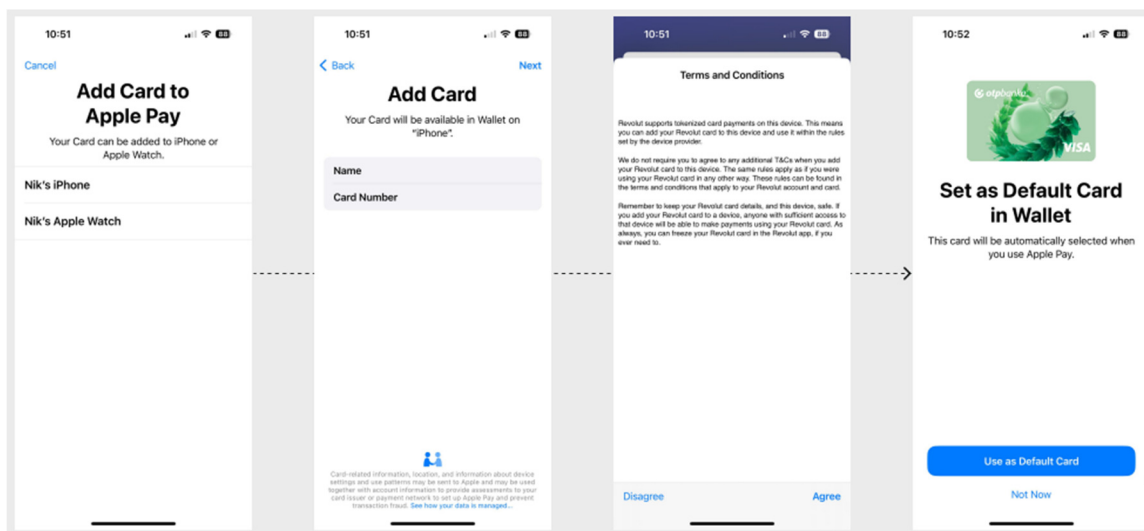 10:51
88
Cancel
Add Card to
Apple Pay
Your Card can be added to iPhone or
Apple Watch.
Nik's iPhone
Nik's Apple Watch
10:51
88
Back
Next
Add Card
Your Card will be available in Wallet on
"iPhone".
Name
Card Number
Card-related information, location, and information about device
settings and use patterns may be sent to Apple and may be used
together with account information to provide assessments to your
card issuer or payment network to set up Apple Pay and prevent
transaction fraud. See how your data is managed...
10:51
88
Terms and Conditions
Revolut supports tokenized card payments on this device. This means
you can add your Revolut card to this device and use it within the rules
set by the device provider.
We do not require you to agree to any additional T&Cs when you add
your Revolut card to this device. The same rules apply as if you were
using your Revolut card in any other way. These rules can be found in
the terms and conditions that apply to your Revolut account and card.
Remember to keep your Revolut card details, and this device, safe. If
you add your Revolut card to a device, anyone with sufficient access to
that device will be able to make payments using your Revolut card. As
always, you can freeze your Revolut card in the Revolut app, if you
ever need to.
Disagree
Agree
10:52
88
otpbanka
VISA
Set as Default Card
in Wallet
This card will be automatically selected when
you use Apple Pay.
Use as Default Card
Not Now